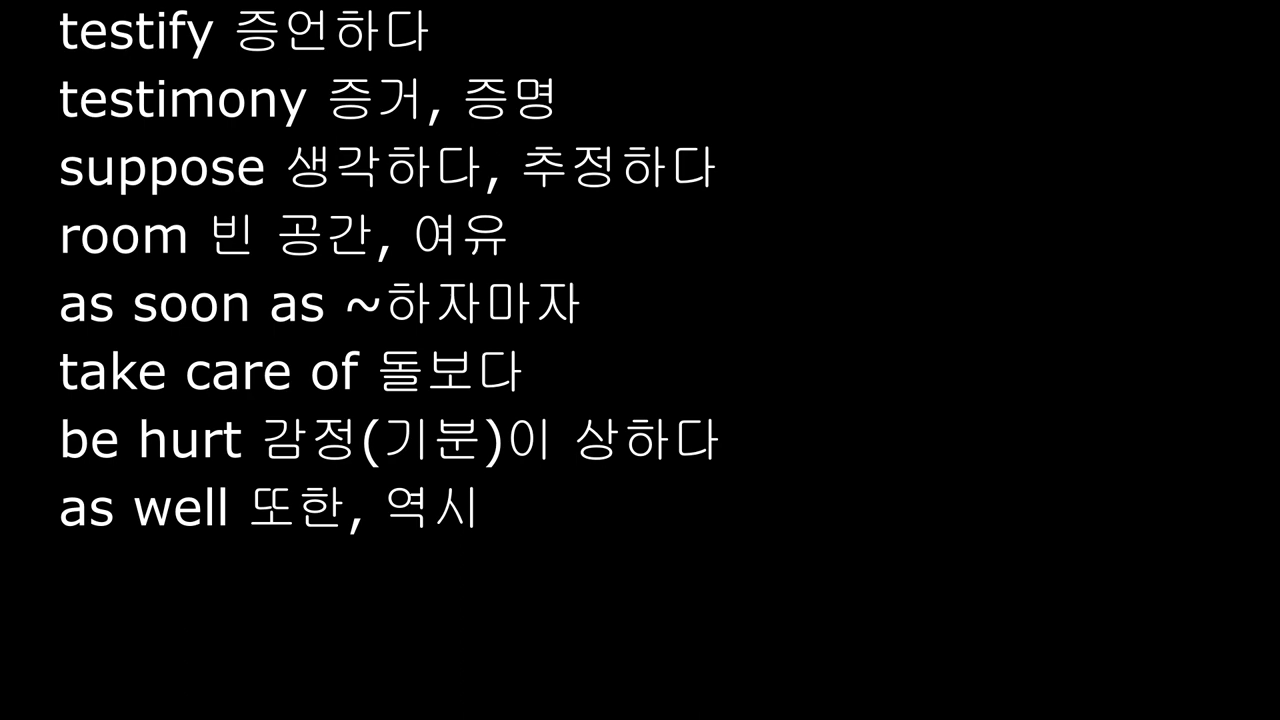 testify 증언하다
testimony 증거, 증명
suppose 생각하다, 추정하다
room 빈 공간, 여유
as soon as ~하자마자
take care of 돌보다
be hurt 감정(기분)이 상하다
as well 또한, 역시